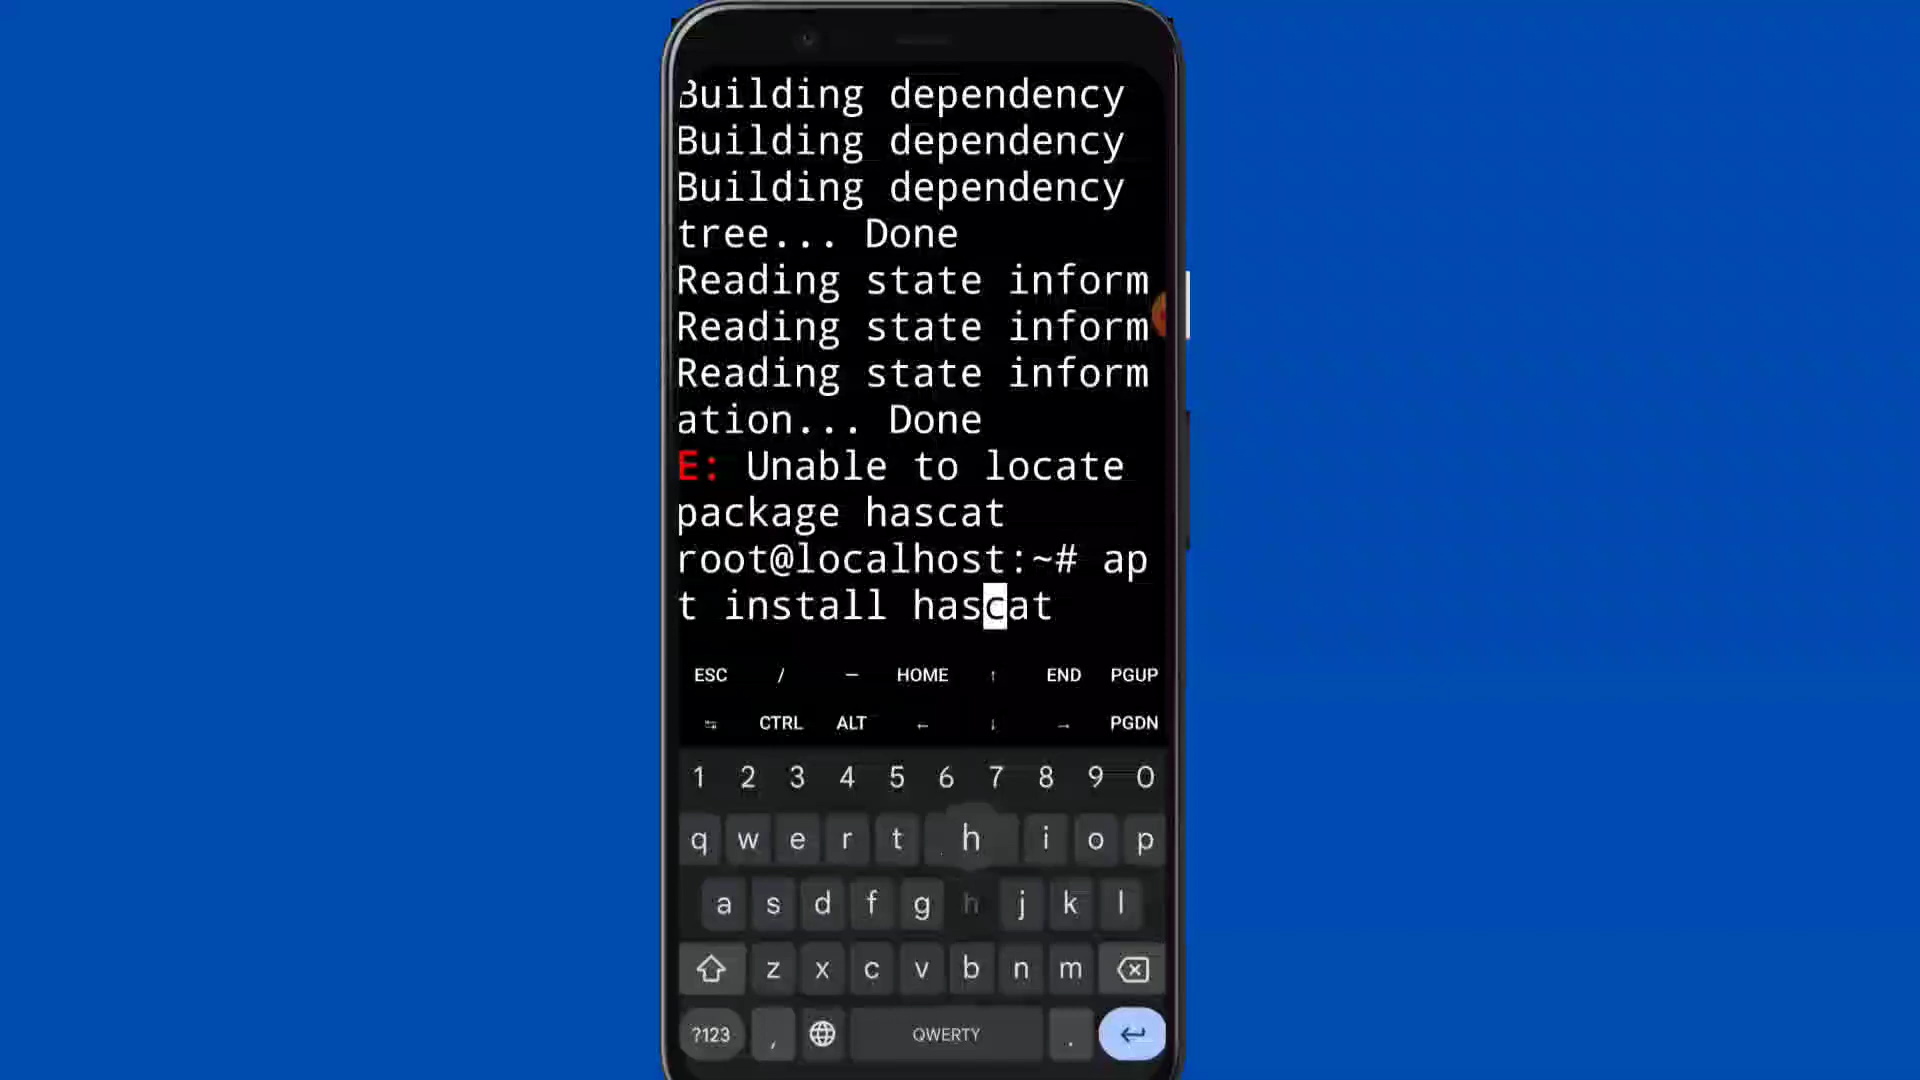 Building dependency
Building dependency
Building dependency
tree... Done
Reading state inform
Reading state inform
Reading state inform
ation... Done
E: Unable to locate
package hascat
root@localhost:~# ap
t install hascat
ESC / — HOME ↑ END PGUP
⇆ CTRL ALT ← ↓ → PGDN
1 2 3 4 5 6 7 8 9 0
q w e r t h i o p
a s d f g h j k l
z x c v b n m
?123 , QWERTY .